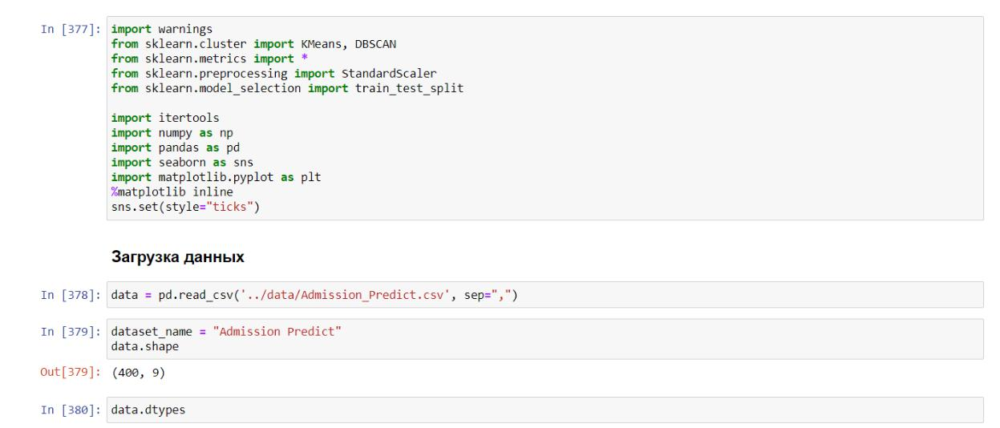 In [377]: import warnings
from sklearn.cluster import KMeans, DBSCAN
from sklearn.metrics import *
from sklearn.preprocessing import StandardScaler
from sklearn.model_selection import train_test_split
import itertools
import numpy as np
import pandas as pd
import seaborn as sns
import matplotlib.pyplot as plt
%matplotlib inline
sns.set(style="ticks")
Загрузка данных
In [378]: data = pd.read_csv('../data/Admission_Predict.csv', sep=",")
In [379]: dataset_name = "Admission Predict"
data.shape
Out[379]: (400, 9)
In [380]: data.dtypes